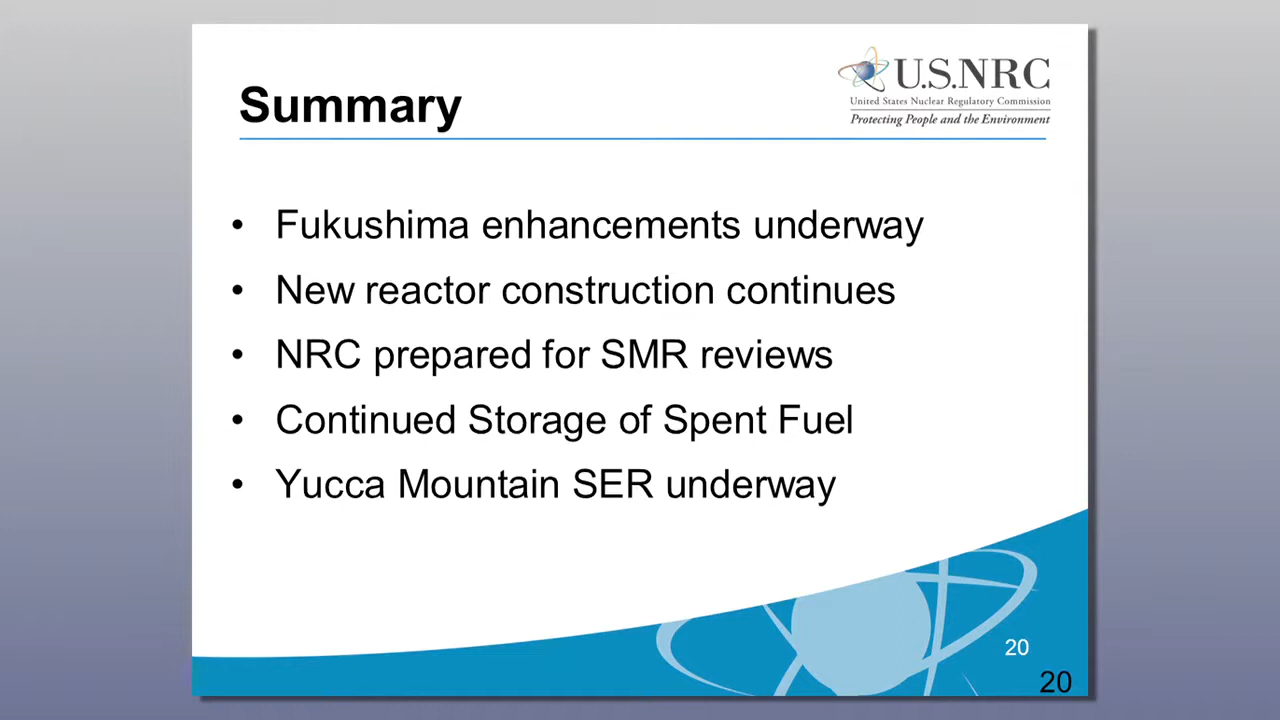 Summary
U.S.NRC
United States Nuclear Regulatory Commission
Protecting People and the Environment
• Fukushima enhancements underway
• New reactor construction continues
• NRC prepared for SMR reviews
• Continued Storage of Spent Fuel
• Yucca Mountain SER underway
20
20